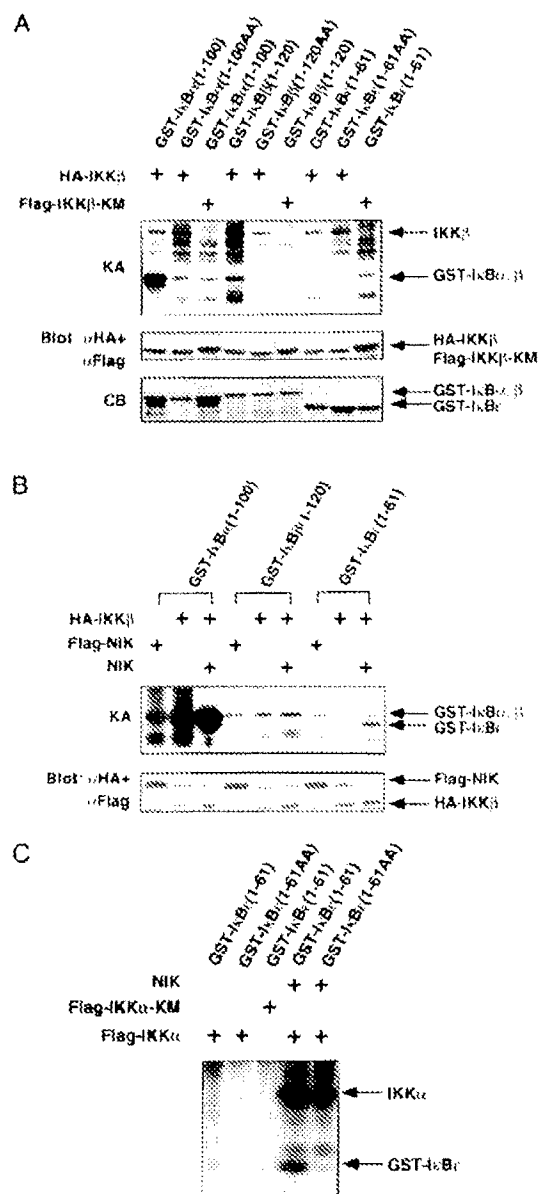 A
GST-IκBα(1-100)
GST-IκBα(1-100AA)
GST-IκBα(1-100)
GST-IκBβ(1-120)
GST-IκBβ(1-120AA)
GST-IκBβ(1-120)
GST-IκBε(1-61)
GST-IκBε(1-61AA)
GST-IκBε(1-61)
HA-IKKβ + + + + + +
Flag-IKKβ-KM + + +
KA
IKKβ
GST-IκBα, β
Blot: αHA+
αFlag
HA-IKKβ
Flag-IKKβ-KM
CB
GST-IκBα, β
GST-IκBε
B
GST-IκBα(1-100)
GST-IκBβ(1-120)
GST-IκBε(1-61)
HA-IKKβ + + + + + +
Flag-NIK + + +
NIK + + +
KA
GST-IκBα, β
GST-IκBε
Blot: αHA+
αFlag
Flag-NIK
HA-IKKβ
C
GST-IκBε(1-61)
GST-IκBε(1-61AA)
GST-IκBε(1-61)
GST-IκBε(1-61)
GST-IκBε(1-61AA)
NIK + +
Flag-IKKα-KM +
Flag-IKKα + + + +
IKKα
GST-IκBε